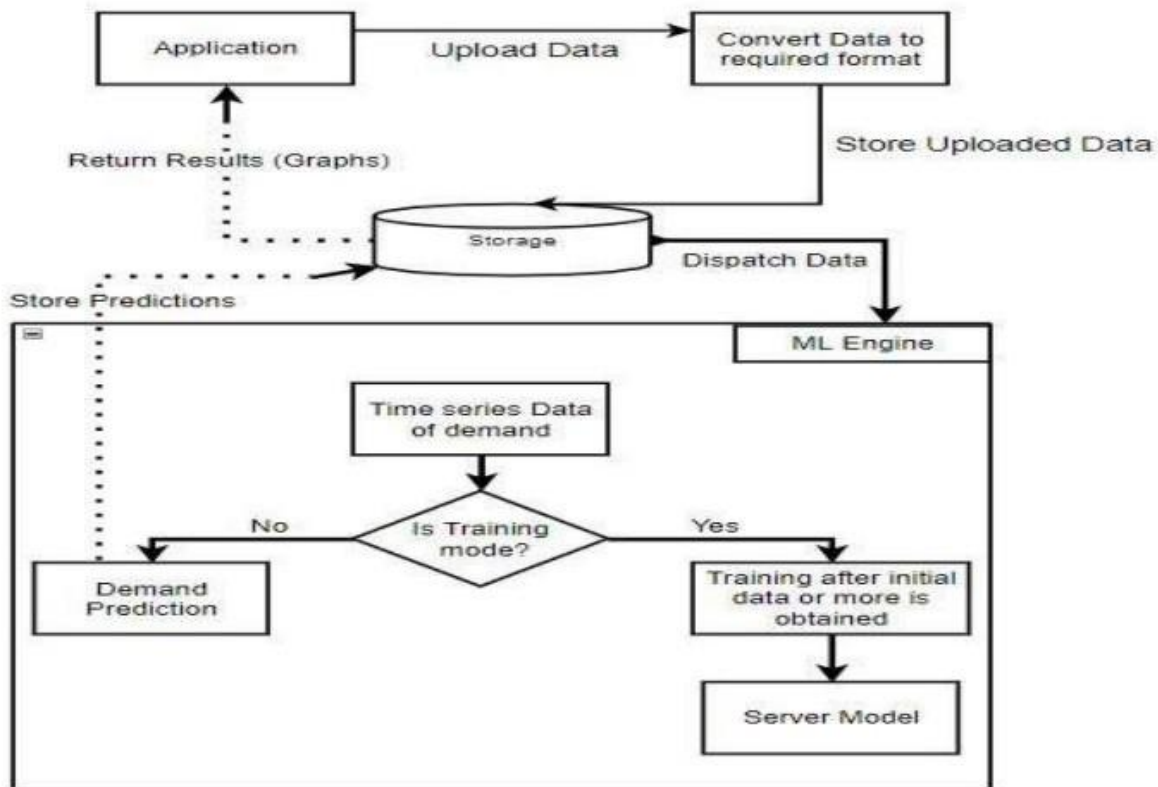 Application
Upload Data
Convert Data to
required format
Return Results (Graphs)
Store Uploaded Data
Storage
Dispatch Data
Store Predictions
ML Engine
Time series Data
of demand
No
Is Training
mode?
Yes
Demand
Prediction
Training after initial
data or more is
obtained
Server Model